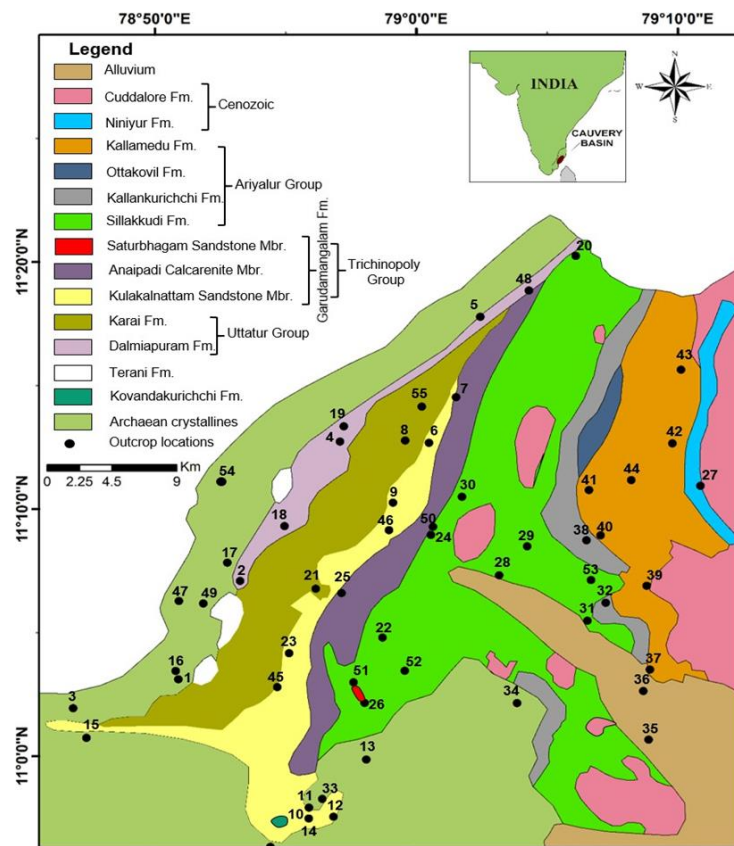 78°50'0"E 79°0'0"E 79°10'0"E
Legend
Alluvium
Cuddalore Fm.
Niniyur Fm.
Cenozoic
Kallamedu Fm.
Ottakovil Fm.
Kallankurichchi Fm.
Sillakkudi Fm.
Ariyalur Group
Saturbhagam Sandstone Mbr.
Anaipadi Calcarenite Mbr.
Kulakalnattam Sandstone Mbr.
Garudamangalam Fm.
Trichinopoly
Group
Karai Fm.
Dalmiapuram Fm.
Uttatur Group
Terani Fm.
Kovandakurichchi Fm.
Archaean crystallines
Outcrop locations
Km
0 2.25 4.5 9
INDIA
CAUVERY
BASIN
N
W E
S
11°20'0"N
11°10'0"N
11°0'0"N
20
48
5
43
7
55
19
4
8
6
42
54
44
27
41
9
30
18
46
50
24
38
40
29
17
2
28
53
39
21
25
47
49
32
31
22
23
16
1
51
52
37
45
26
36
34
3
15
35
13
33
11
12
10
14